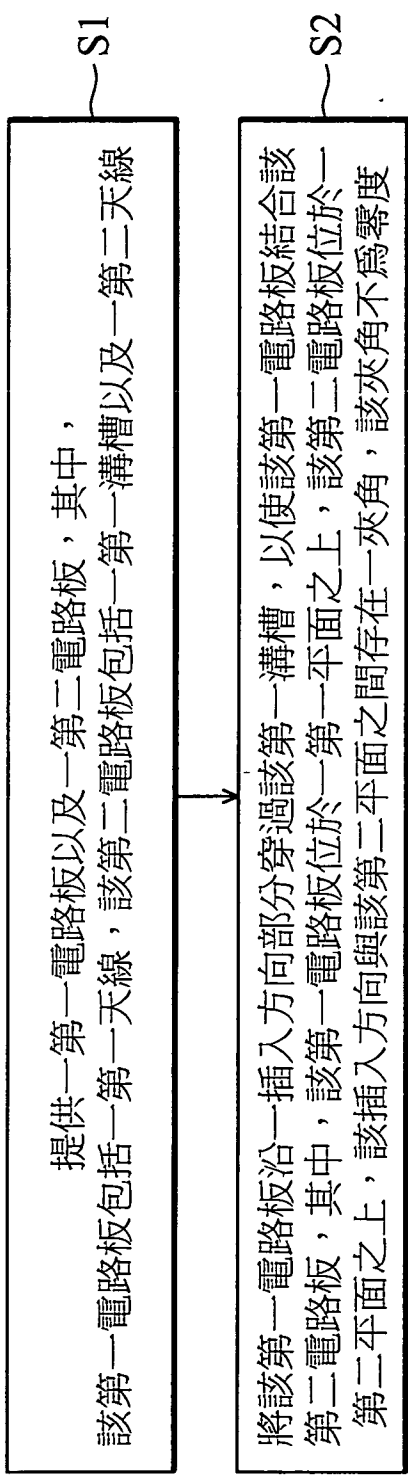 提供一第一電路板以及一第二電路板，其中，
該第一電路板包括一第一天線，該第二電路板包括一第一溝槽以及一第二天線
S1
將該第一電路板沿一插入方向部分穿過該第一溝槽，以使該第一電路板結合該
第二電路板，其中，該第一電路板位於一第一平面之上，該第二電路板位於一
第二平面之上，該插入方向與該第二平面之間存在一夾角，該夾角不爲零度
S2